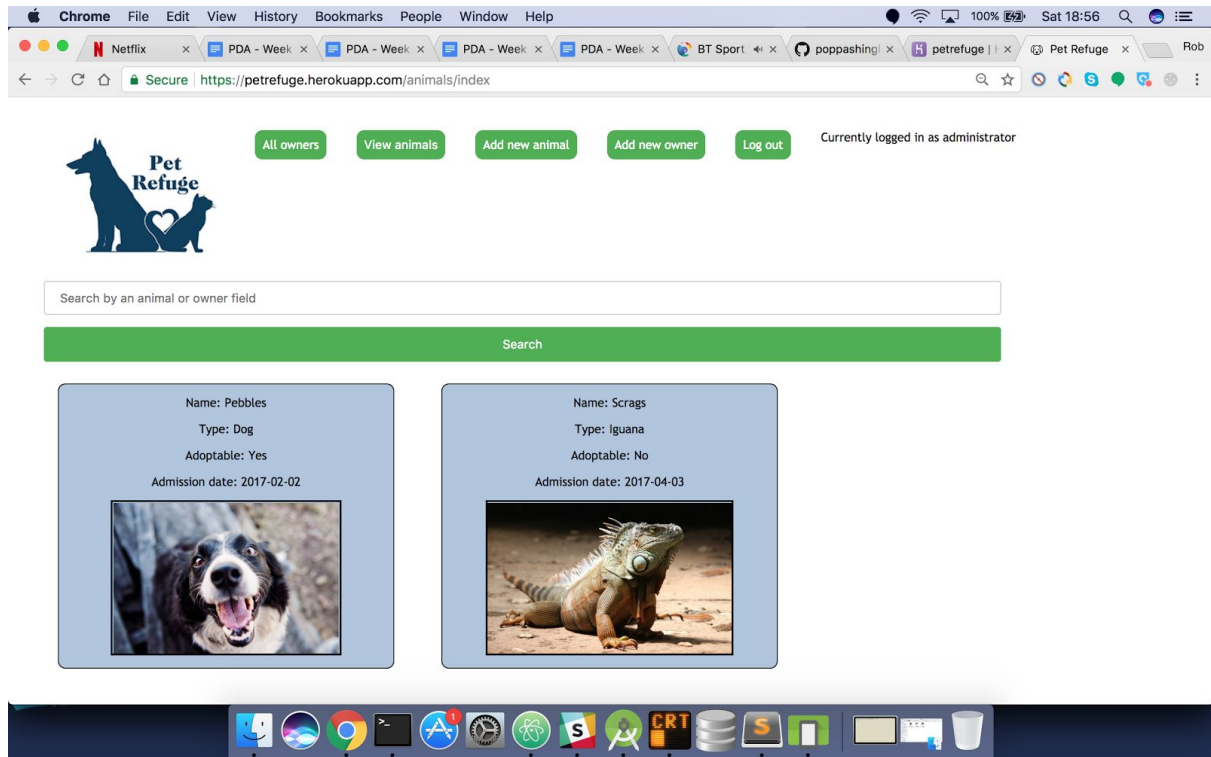 Chrome File Edit View History Bookmarks People Window Help 100% Sat 18:56
Netflix PDA - Week PDA - Week PDA - Week PDA - Week BT Sport poppashing petrefuge | Pet Refuge Rob
Secure https://petrefuge.herokuapp.com/animals/index
All owners View animals Add new animal Add new owner Log out Currently logged in as administrator
Pet
Refuge
Search by an animal or owner field
Search
Name: Pebbles Name: Scrags
Type: Dog Type: Iguana
Adoptable: Yes Adoptable: No
Admission date: 2017-02-02 Admission date: 2017-04-03
1
CRT
S